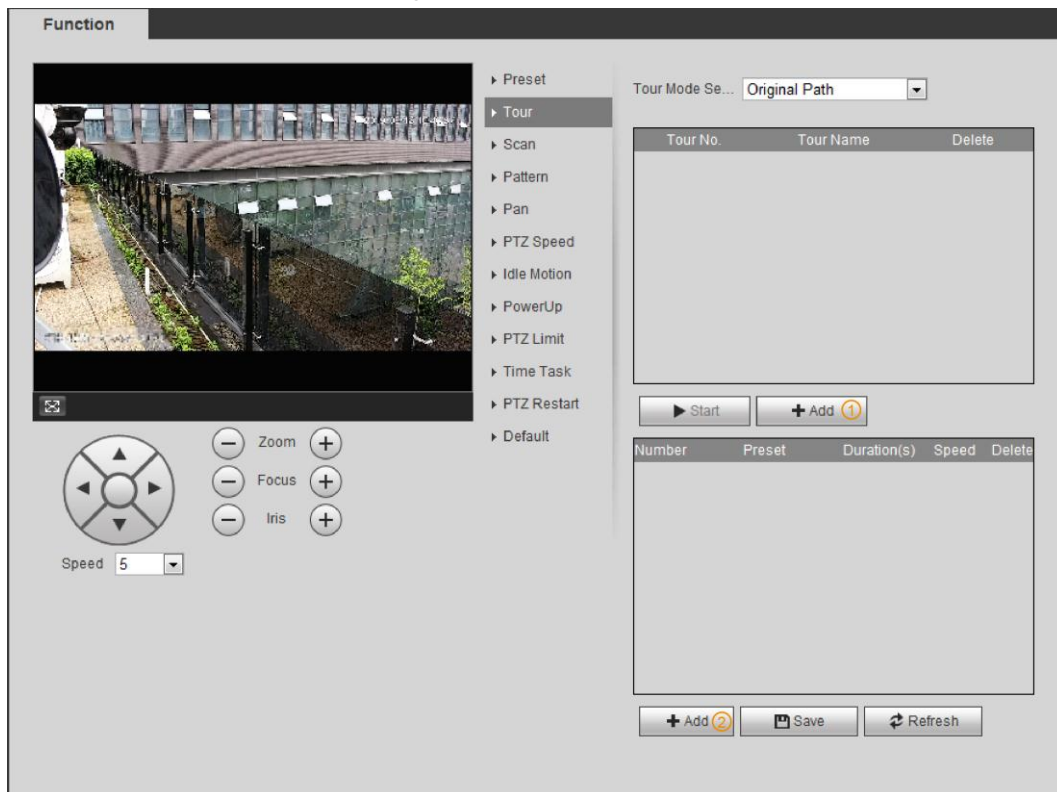 Function
Preset
Tour
Scan
Pattern
Pan
PTZ Speed
Idle Motion
PowerUp
PTZ Limit
Time Task
PTZ Restart
Default
Zoom
Focus
Iris
Speed 5
Tour Mode Se... Original Path
Tour No. Tour Name Delete
Start Add 1
Number Preset Duration(s) Speed Delete
Add 2 Save Refresh